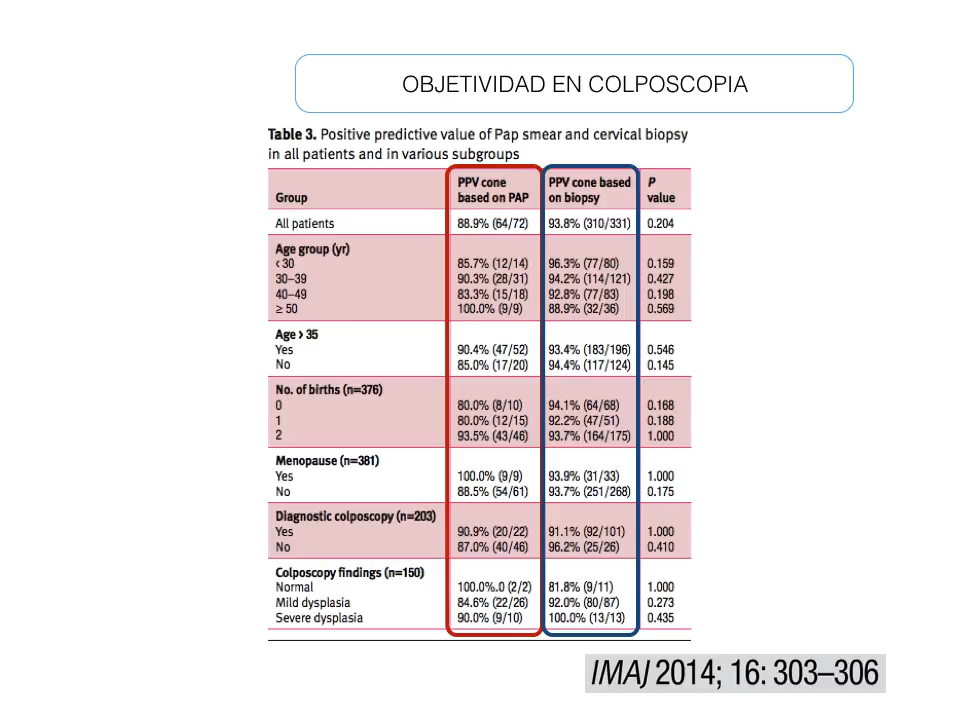 OBJETIVIDAD EN COLPOSCOPIA
Table 3. Positive predictive value of Pap smear and cervical biopsy
in all patients and in various subgroups
Group PPV cone based on PAP PPV cone based on biopsy P value
All patients 88.9% (64/72) 93.8% (310/331) 0.204
Age group (yr)
< 30 85.7% (12/14) 96.3% (77/80) 0.159
30–39 90.3% (28/31) 94.2% (114/121) 0.427
40–49 83.3% (15/18) 92.8% (77/83) 0.198
≥ 50 100.0% (9/9) 88.9% (32/36) 0.569
Age > 35
Yes 90.4% (47/52) 93.4% (183/196) 0.546
No 85.0% (17/20) 94.4% (117/124) 0.145
No. of births (n=376)
0 80.0% (8/10) 94.1% (64/68) 0.168
1 80.0% (12/15) 92.2% (47/51) 0.188
2 93.5% (43/46) 93.7% (164/175) 1.000
Menopause (n=381)
Yes 100.0% (9/9) 93.9% (31/33) 1.000
No 88.5% (54/61) 93.7% (251/268) 0.175
Diagnostic colposcopy (n=203)
Yes 90.9% (20/22) 91.1% (92/101) 1.000
No 87.0% (40/46) 96.2% (25/26) 0.410
Colposcopy findings (n=150)
Normal 100.0%.0 (2/2) 81.8% (9/11) 1.000
Mild dysplasia 84.6% (22/26) 92.0% (80/87) 0.273
Severe dysplasia 90.0% (9/10) 100.0% (13/13) 0.435
IMAJ 2014; 16: 303–306